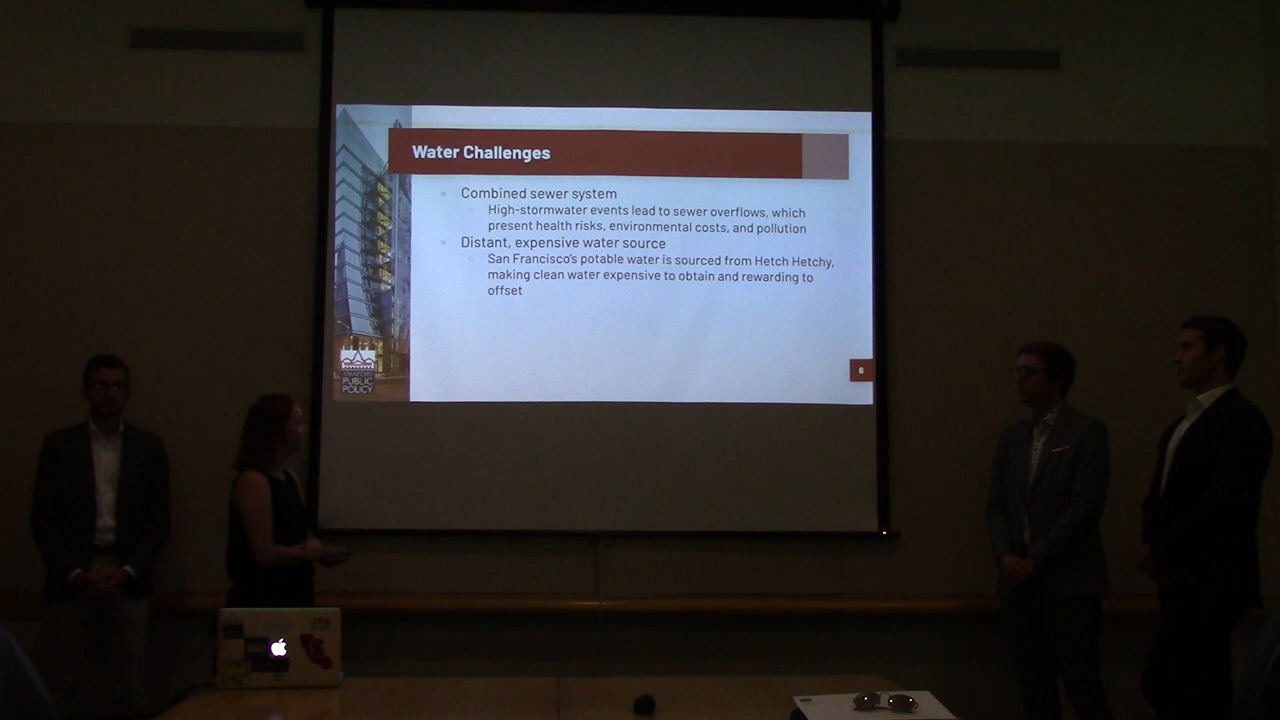 Water Challenges
Combined sewer system
High-stormwater events lead to sewer overflows, which
present health risks, environmental costs, and pollution
Distant, expensive water source
San Francisco's potable water is sourced from Hetch Hetchy,
making clean water expensive to obtain and rewarding to
offset
STANFORD
PUBLIC
POLICY
6